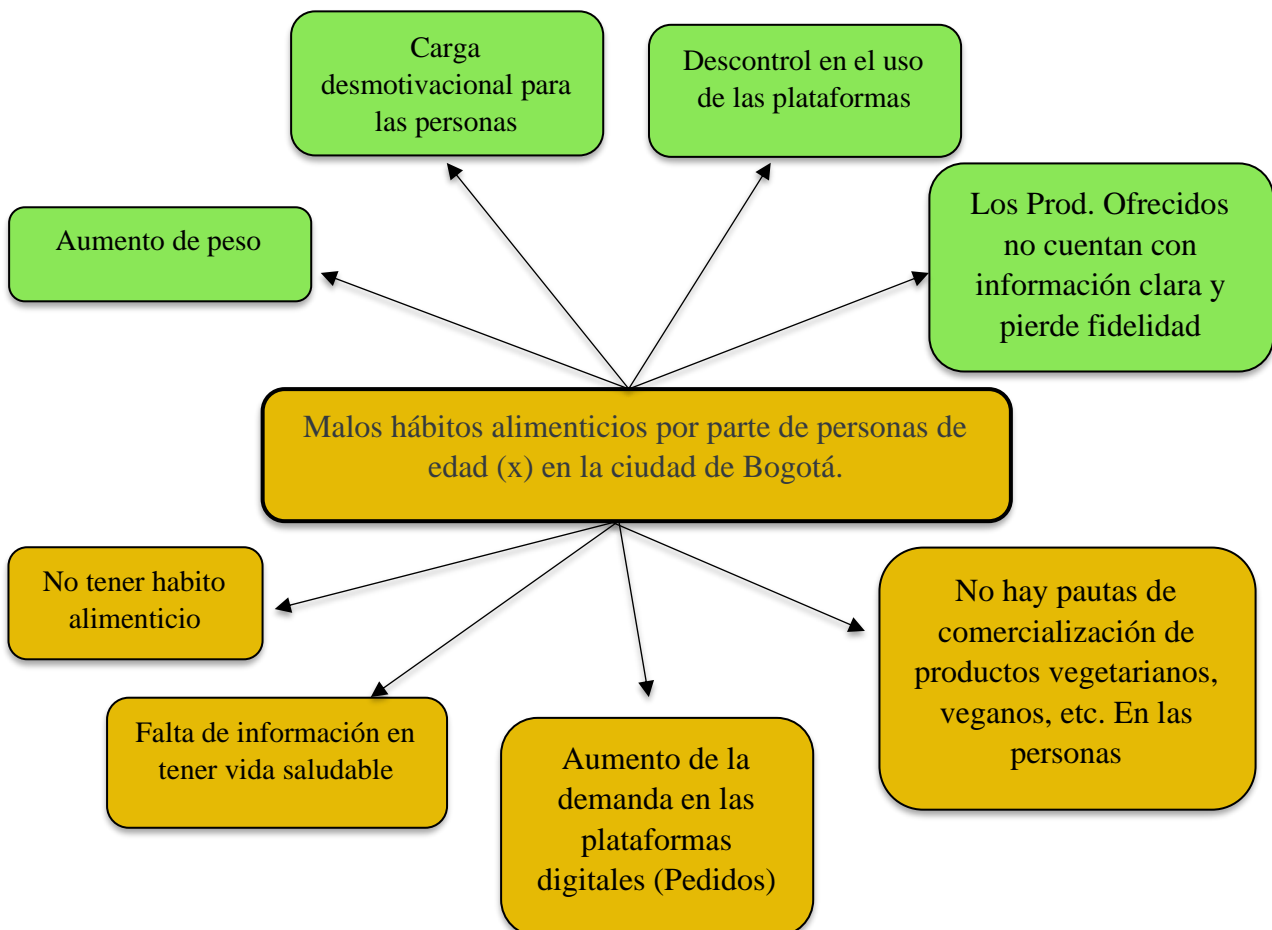 Carga
desmotivacional para
las personas
Descontrol en el uso
de las plataformas
Aumento de peso
Los Prod. Ofrecidos
no cuentan con
información clara y
pierde fidelidad
Malos hábitos alimenticios por parte de personas de
edad (x) en la ciudad de Bogotá.
No tener habito
alimenticio
Falta de información en
tener vida saludable
Aumento de la
demanda en las
plataformas
digitales (Pedidos)
No hay pautas de
comercialización de
productos vegetarianos,
veganos, etc. En las
personas